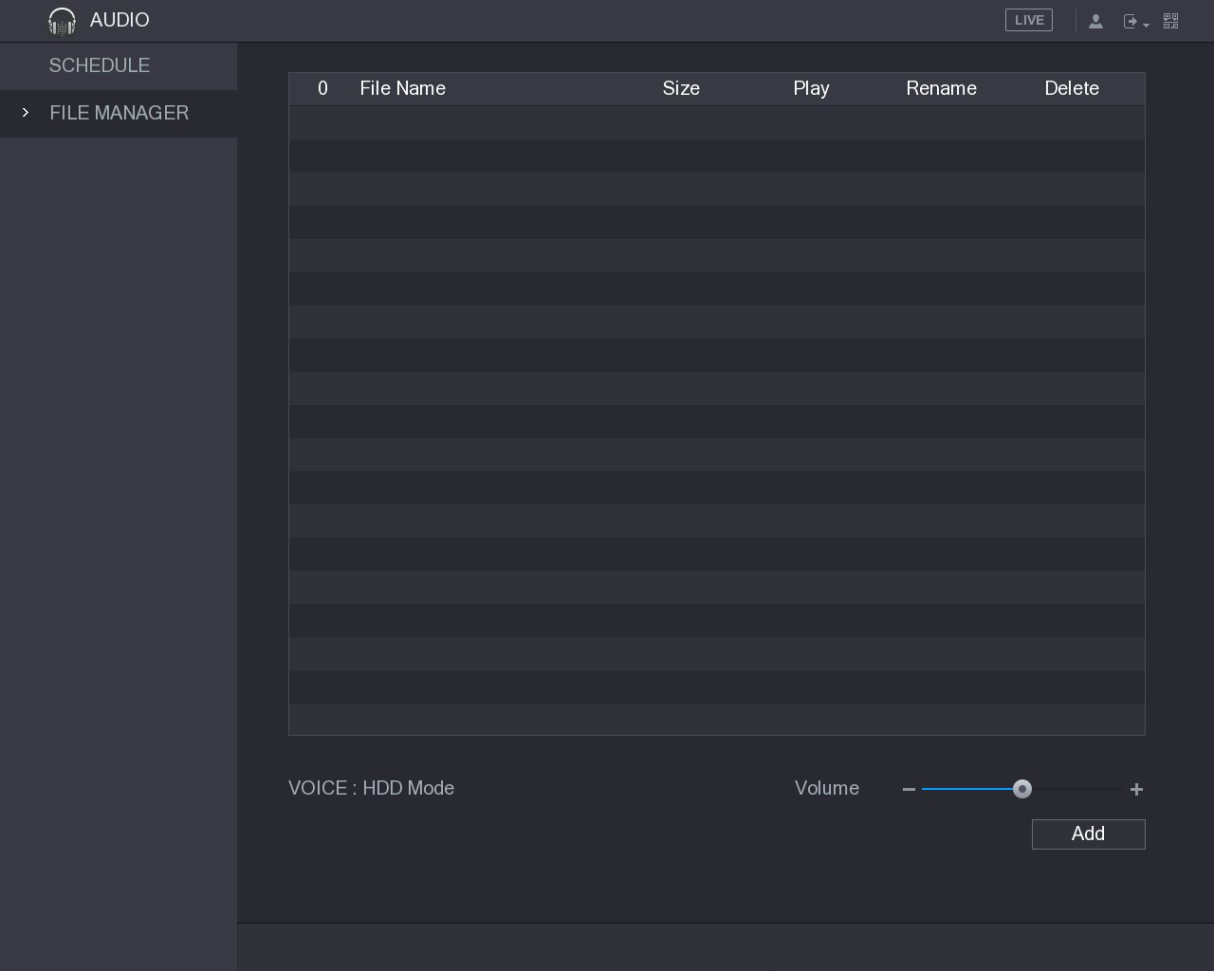 AUDIO
LIVE
SCHEDULE
FILE MANAGER
0 File Name Size Play Rename Delete
VOICE : HDD Mode Volume
Add